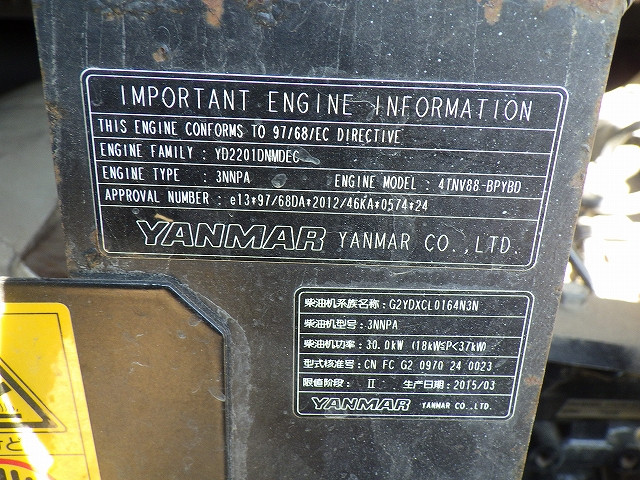 IMPORTANT ENGINE INFORMATION
THIS ENGINE CONFORMS TO 97/68/EC DIRECTIVE
ENGINE FAMILY : YD2201DNMDEC
ENGINE TYPE : 3NNPA ENGINE MODEL : 4TNV88-BPYBD
APPROVAL NUMBER : e13*97/68DA*2012/46KA*0574*24
YANMAR YANMAR CO.,LTD.
柴油机系族名称: G2YDXCL0164N3N
柴油机型号: 3NNPA
柴油机功率: 30.0kW (18kW≤P<37kW)
型式核准号: CN FC G2 0970 24 0023
限值阶段: II 生产日期: 2015/03
YANMAR YANMAR CO.,LTD.